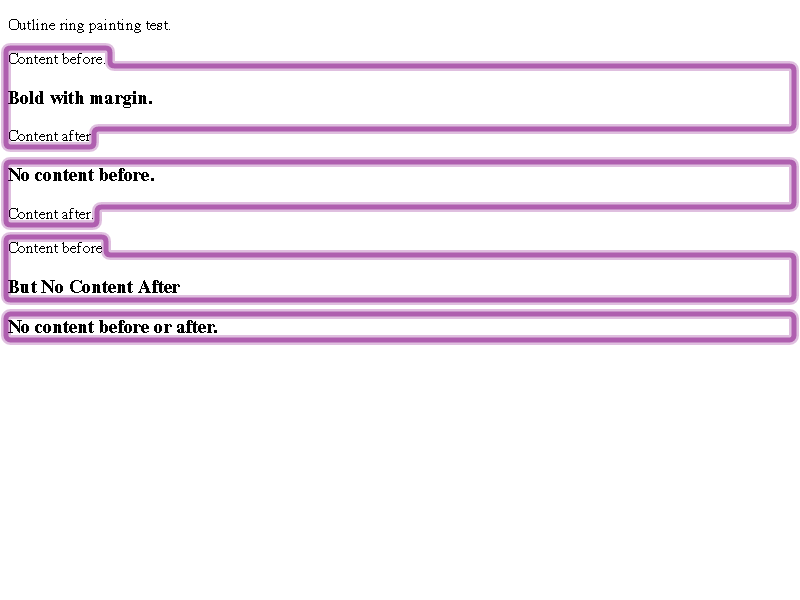 Outline ring painting test.
Content before.
Bold with margin.
Content after
No content before.
Content after.
Content before
But No Content After
No content before or after.